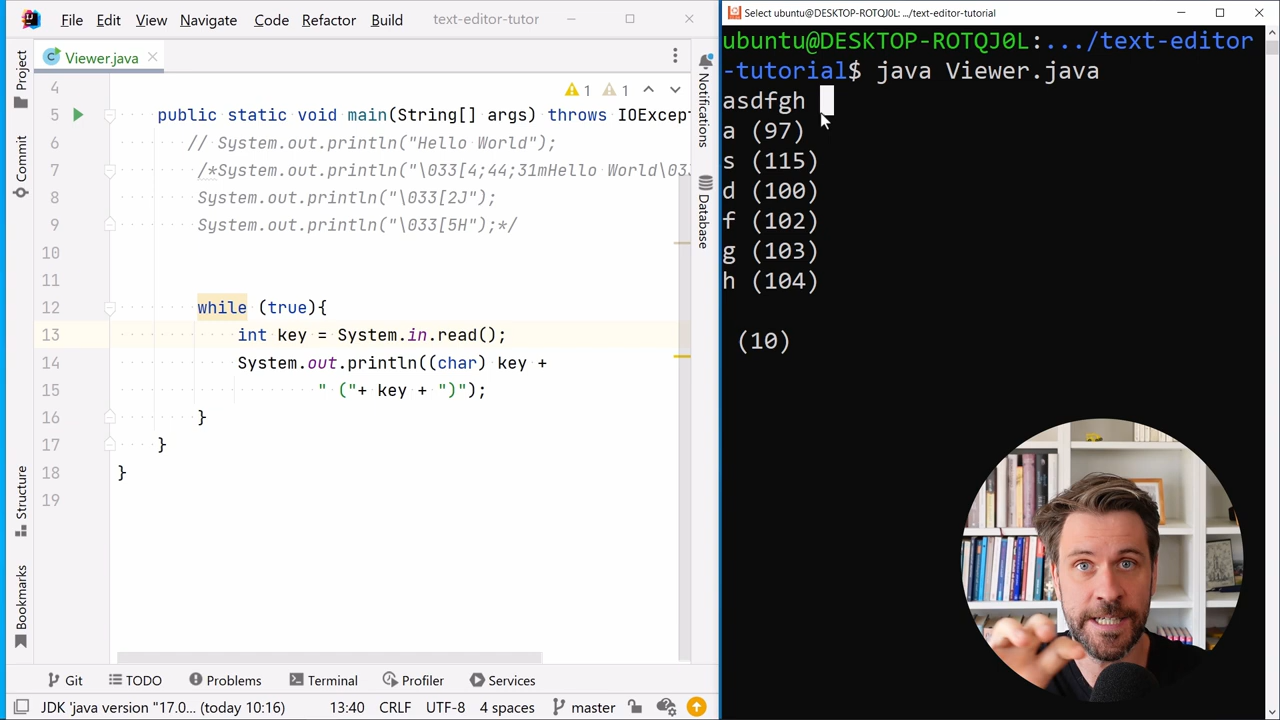 File Edit View Navigate Code Refactor Build text-editor-tutor
Viewer.java
1 1
4
5 public static void main(String[] args) throws IOExcept
6 // System.out.println("Hello World");
7 /*System.out.println("\033[4;44;31mHello World\033
8 System.out.println("\033[2J");
9 System.out.println("\033[5H");*/
10
11
12 while (true){
13 int key = System.in.read();
14 System.out.println((char) key +
15 " ("+ key + ")");
16 }
17 }
18 }
19
Project
Commit
Structure
Bookmarks
Notifications
Database
Git TODO Problems Terminal Profiler Services
JDK 'java version "17.0... (today 10:16) 13:40 CRLF UTF-8 4 spaces master
Select ubuntu@DESKTOP-ROTQJ0L: .../text-editor-tutorial
ubuntu@DESKTOP-ROTQJ0L:.../text-editor
-tutorial$ java Viewer.java
asdfgh
a (97)
s (115)
d (100)
f (102)
g (103)
h (104)
(10)